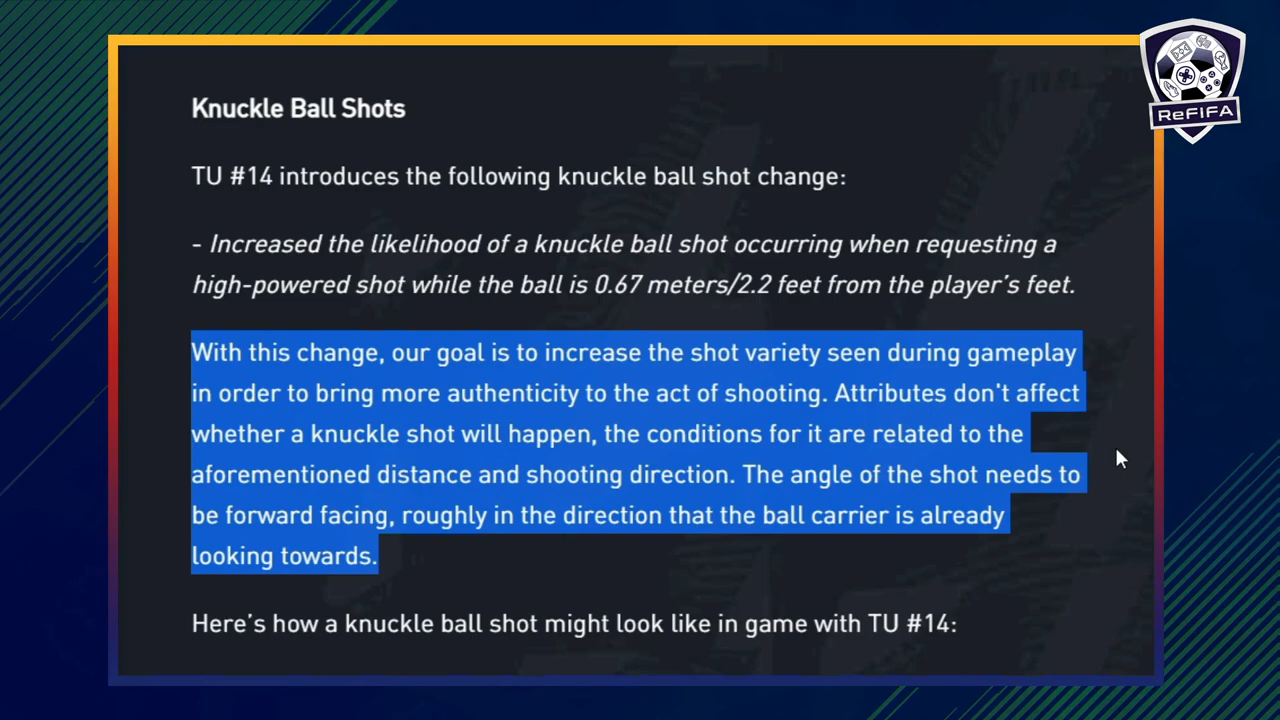 Knuckle Ball Shots
ReFIFA
TU #14 introduces the following knuckle ball shot change:
- Increased the likelihood of a knuckle ball shot occurring when requesting a
high-powered shot while the ball is 0.67 meters/2.2 feet from the player's feet.
With this change, our goal is to increase the shot variety seen during gameplay
in order to bring more authenticity to the act of shooting. Attributes don't affect
whether a knuckle shot will happen, the conditions for it are related to the
aforementioned distance and shooting direction. The angle of the shot needs to
be forward facing, roughly in the direction that the ball carrier is already
looking towards.
Here's how a knuckle ball shot might look like in game with TU #14: